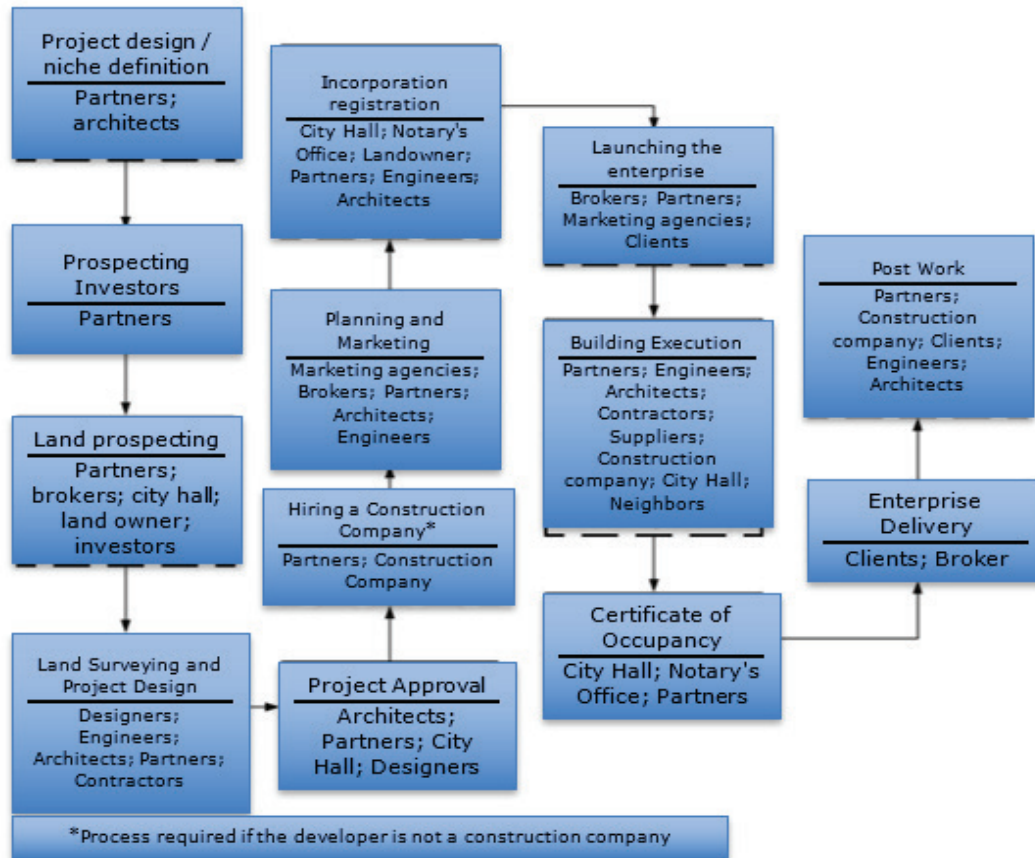 Project design /
niche definition
Partners;
architects
Prospecting
Investors
Partners
Land prospecting
Partners;
brokers; city hall;
land owner;
investors
Land Surveying and
Project Design
Designers;
Engineers;
Architects; Partners;
Contractors
Project Approval
Architects;
Partners; City
Hall; Designers
Hiring a Construction
Company*
Partners; Construction
Company
Planning and
Marketing
Marketing agencies;
Brokers; Partners;
Architects;
Engineers
Incorporation
registration
City Hall; Notary's
Office; Landowner;
Partners; Engineers;
Architects
Launching the
enterprise
Brokers; Partners;
Marketing agencies;
Clients
Building Execution
Partners; Engineers;
Architects;
Contractors;
Suppliers;
Construction
company; City Hall;
Neighbors
Certificate of
Occupancy
City Hall; Notary's
Office; Partners
Enterprise
Delivery
Clients; Broker
Post Work
Partners;
Construction
company; Clients;
Engineers;
Architects
*Process required if the developer is not a construction company